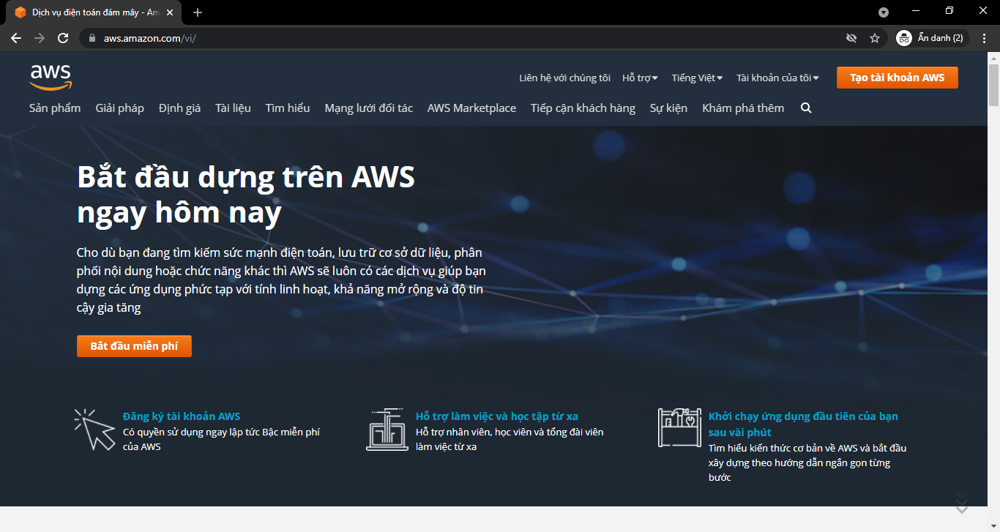 Dịch vụ điện toán đám mây - Am
aws.amazon.com/vi/
Ẩn danh (2)
aws
Liên hệ với chúng tôi Hỗ trợ Tiếng Việt Tài khoản của tôi Tạo tài khoản AWS
Sản phẩm Giải pháp Định giá Tài liệu Tìm hiểu Mạng lưới đối tác AWS Marketplace Tiếp cận khách hàng Sự kiện Khám phá thêm
Bắt đầu dựng trên AWS
ngay hôm nay
Cho dù bạn đang tìm kiếm sức mạnh điện toán, lưu trữ cơ sở dữ liệu, phân
phối nội dung hoặc chức năng khác thì AWS sẽ luôn có các dịch vụ giúp bạn
dựng các ứng dụng phức tạp với tính linh hoạt, khả năng mở rộng và độ tin
cậy gia tăng
Bắt đầu miễn phí
Đăng ký tài khoản AWS
Có quyền sử dụng ngay lập tức Bậc miễn phí
của AWS
Hỗ trợ làm việc và học tập từ xa
Hỗ trợ nhân viên, học viên và tổng đài viên
làm việc từ xa
Khởi chạy ứng dụng đầu tiên của bạn
sau vài phút
Tìm hiểu kiến thức cơ bản về AWS và bắt đầu
xây dựng theo hướng dẫn ngắn gọn từng
bước